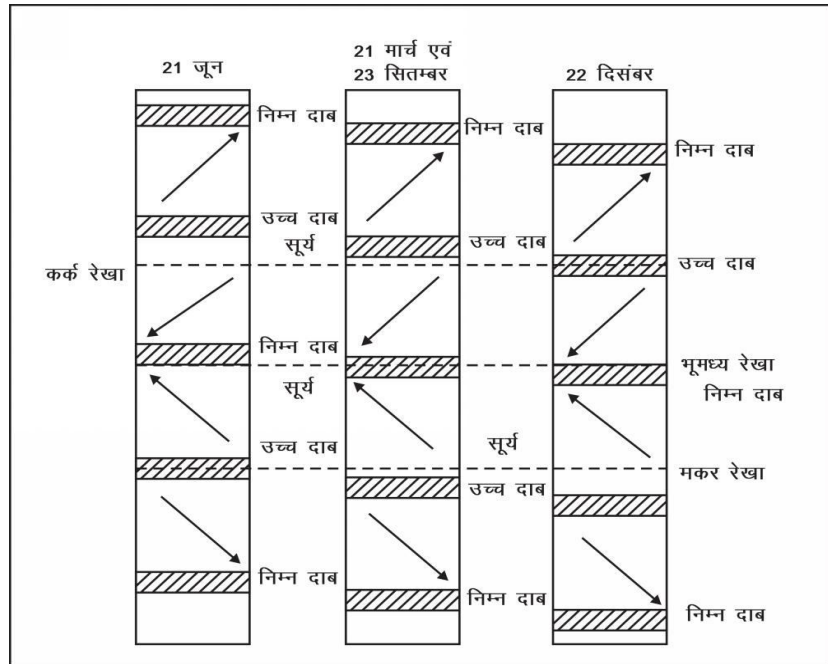 21 जून
21 मार्च एवं
23 सितम्बर
22 दिसंबर
निम्न दाब
निम्न दाब
निम्न दाब
उच्च दाब
सूर्य
उच्च दाब
उच्च दाब
कर्क रेखा
निम्न दाब
सूर्य
भूमध्य रेखा
निम्न दाब
उच्च दाब
सूर्य
मकर रेखा
उच्च दाब
निम्न दाब
निम्न दाब
निम्न दाब